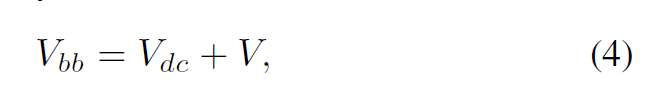 V_{bb} = V_{dc} + V, (4)